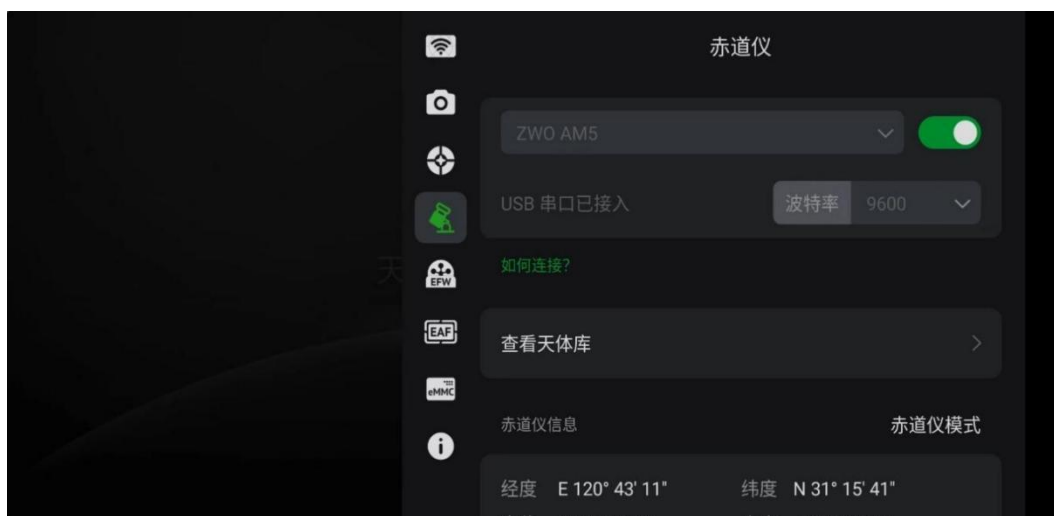 赤道仪
ZWO AM5
USB 串口已接入 波特率 9600
天
EFW
如何连接?
EAF
查看天体库
eMMC
赤道仪信息 赤道仪模式
经度 E 120° 43' 11" 纬度 N 31° 15' 41"